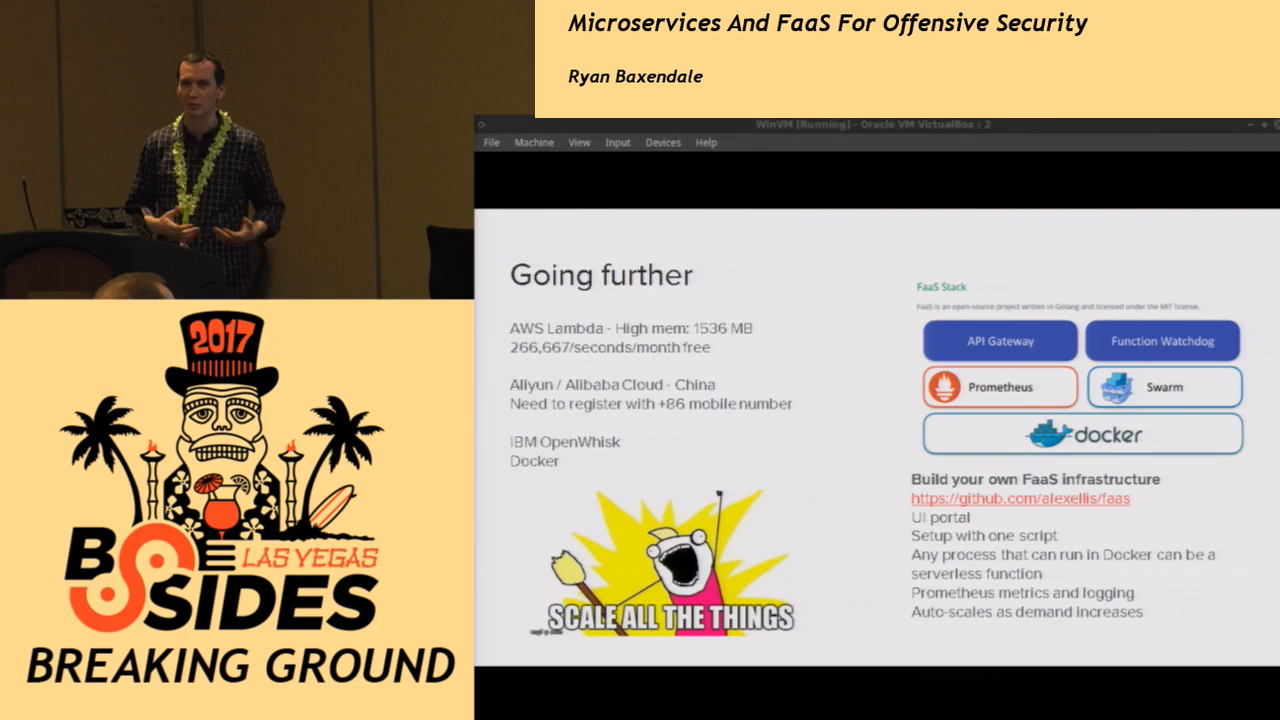 Microservices And FaaS For Offensive Security
Ryan Baxendale
WinVM [Running] - Oracle VM VirtualBox : 2
File Machine View Input Devices Help
Going further
AWS Lambda - High mem: 1536 MB
266,667/seconds/month free
Aliyun / Alibaba Cloud - China
Need to register with +86 mobile number
IBM OpenWhisk
Docker
SCALE ALL THE THINGS
FaaS Stack
FaaS is an open-source project written in Golang and licensed under the MIT license.
API Gateway
Function Watchdog
Prometheus
Swarm
docker
Build your own FaaS infrastructure
https://github.com/alexellis/faas
UI portal
Setup with one script
Any process that can run in Docker can be a
serverless function
Prometheus metrics and logging
Auto-scales as demand increases
2017
BSIDES
LAS VEGAS
BREAKING GROUND